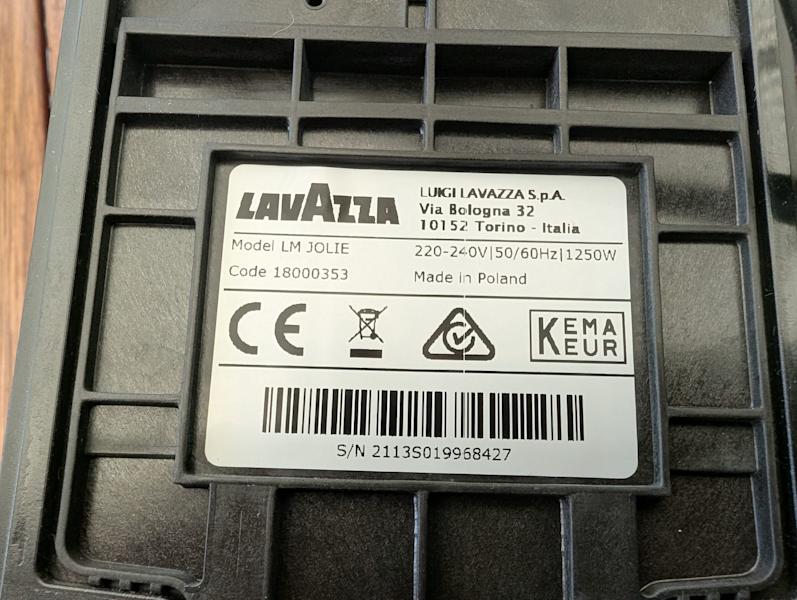 LAVAZZA
LUIGI LAVAZZA S.p.A.
Via Bologna 32
10152 Torino - Italia
Model LM JOLIE
220-240V|50/60Hz|1250W
Code 18000353
Made in Poland
CE
KEMA
EUR
S/N 2113S019968427